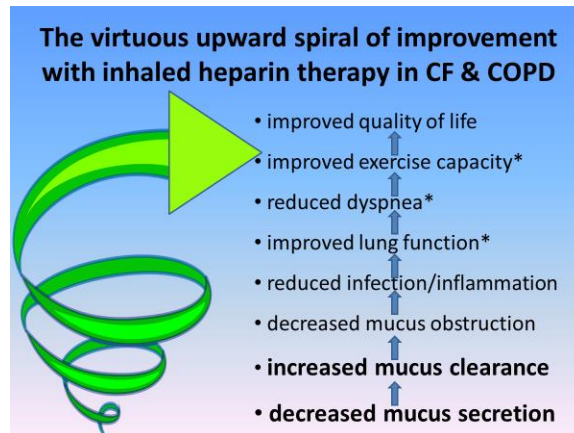 The virtuous upward spiral of improvement
with inhaled heparin therapy in CF & COPD
• improved quality of life
• improved exercise capacity*
• reduced dyspnea*
• improved lung function*
• reduced infection/inflammation
• decreased mucus obstruction
• increased mucus clearance
• decreased mucus secretion